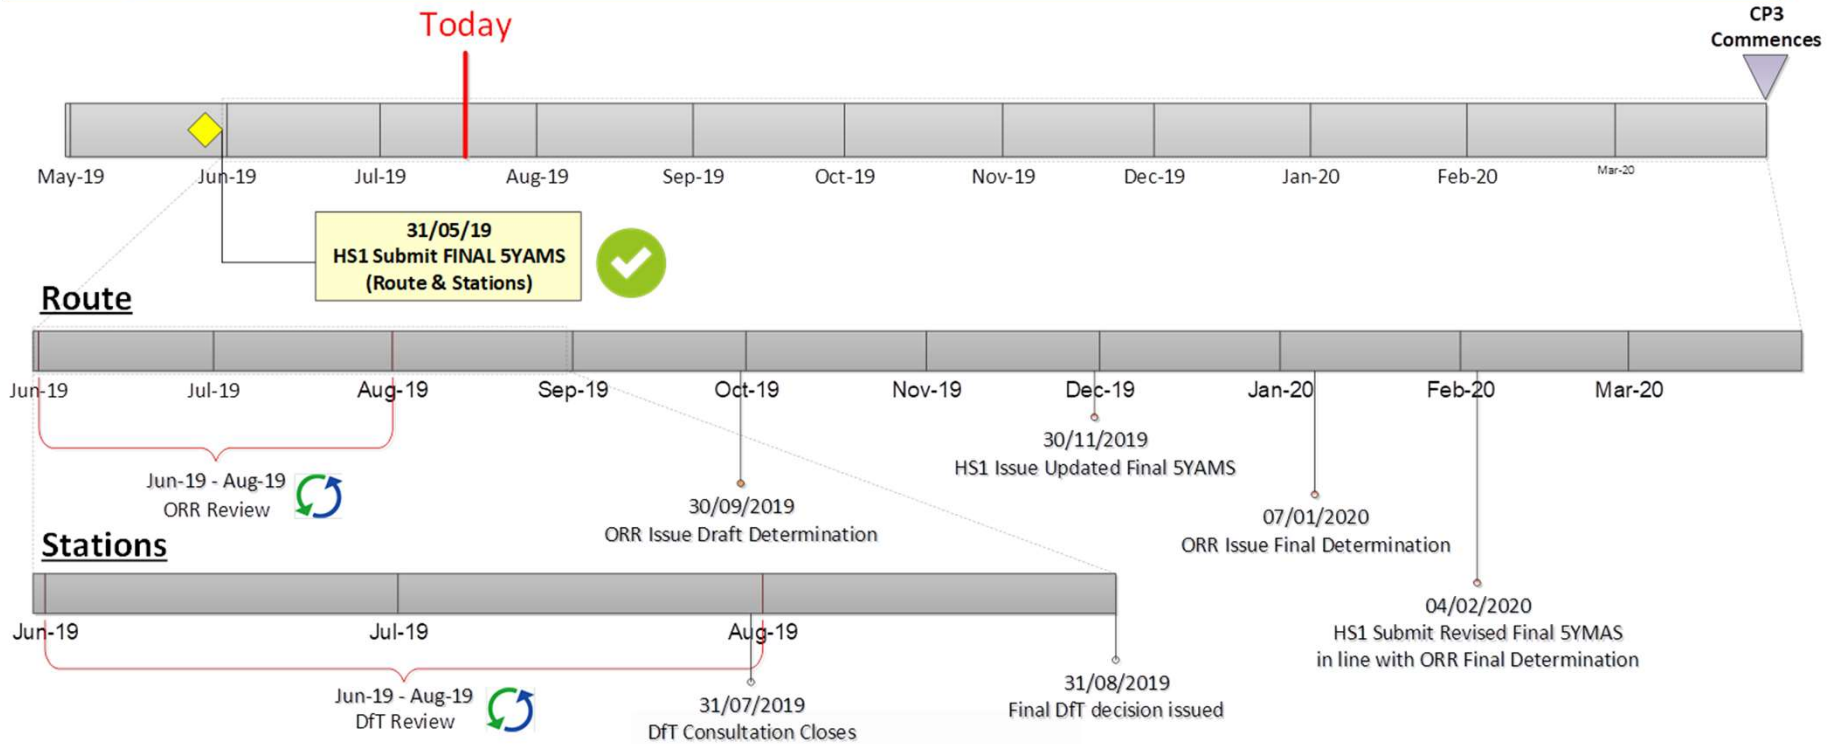 Today
CP3
Commences
May-19
Jun-19
Jul-19
Aug-19
Sep-19
Oct-19
Nov-19
Dec-19
Jan-20
Feb-20
Mar-20
31/05/19
HS1 Submit FINAL 5YAMS
(Route & Stations)
Route
Jun-19
Jul-19
Aug-19
Sep-19
Oct-19
Nov-19
Dec-19
Jan-20
Feb-20
Mar-20
Jun-19 - Aug-19
ORR Review
30/09/2019
ORR Issue Draft Determination
30/11/2019
HS1 Issue Updated Final 5YAMS
07/01/2020
ORR Issue Final Determination
04/02/2020
HS1 Submit Revised Final 5YMAS
in line with ORR Final Determination
Stations
Jun-19
Jul-19
Aug-19
Jun-19 - Aug-19
DfT Review
31/07/2019
DfT Consultation Closes
31/08/2019
Final DfT decision issued